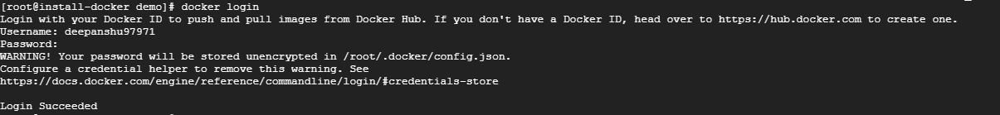 [root@install-docker demo]# docker login
Login with your Docker ID to push and pull images from Docker Hub. If you don't have a Docker ID, head over to https://hub.docker.com to create one.
Username: deepanshu97971
Password:
WARNING! Your password will be stored unencrypted in /root/.docker/config.json.
Configure a credential helper to remove this warning. See
https://docs.docker.com/engine/reference/commandline/login/#credentials-store
Login Succeeded